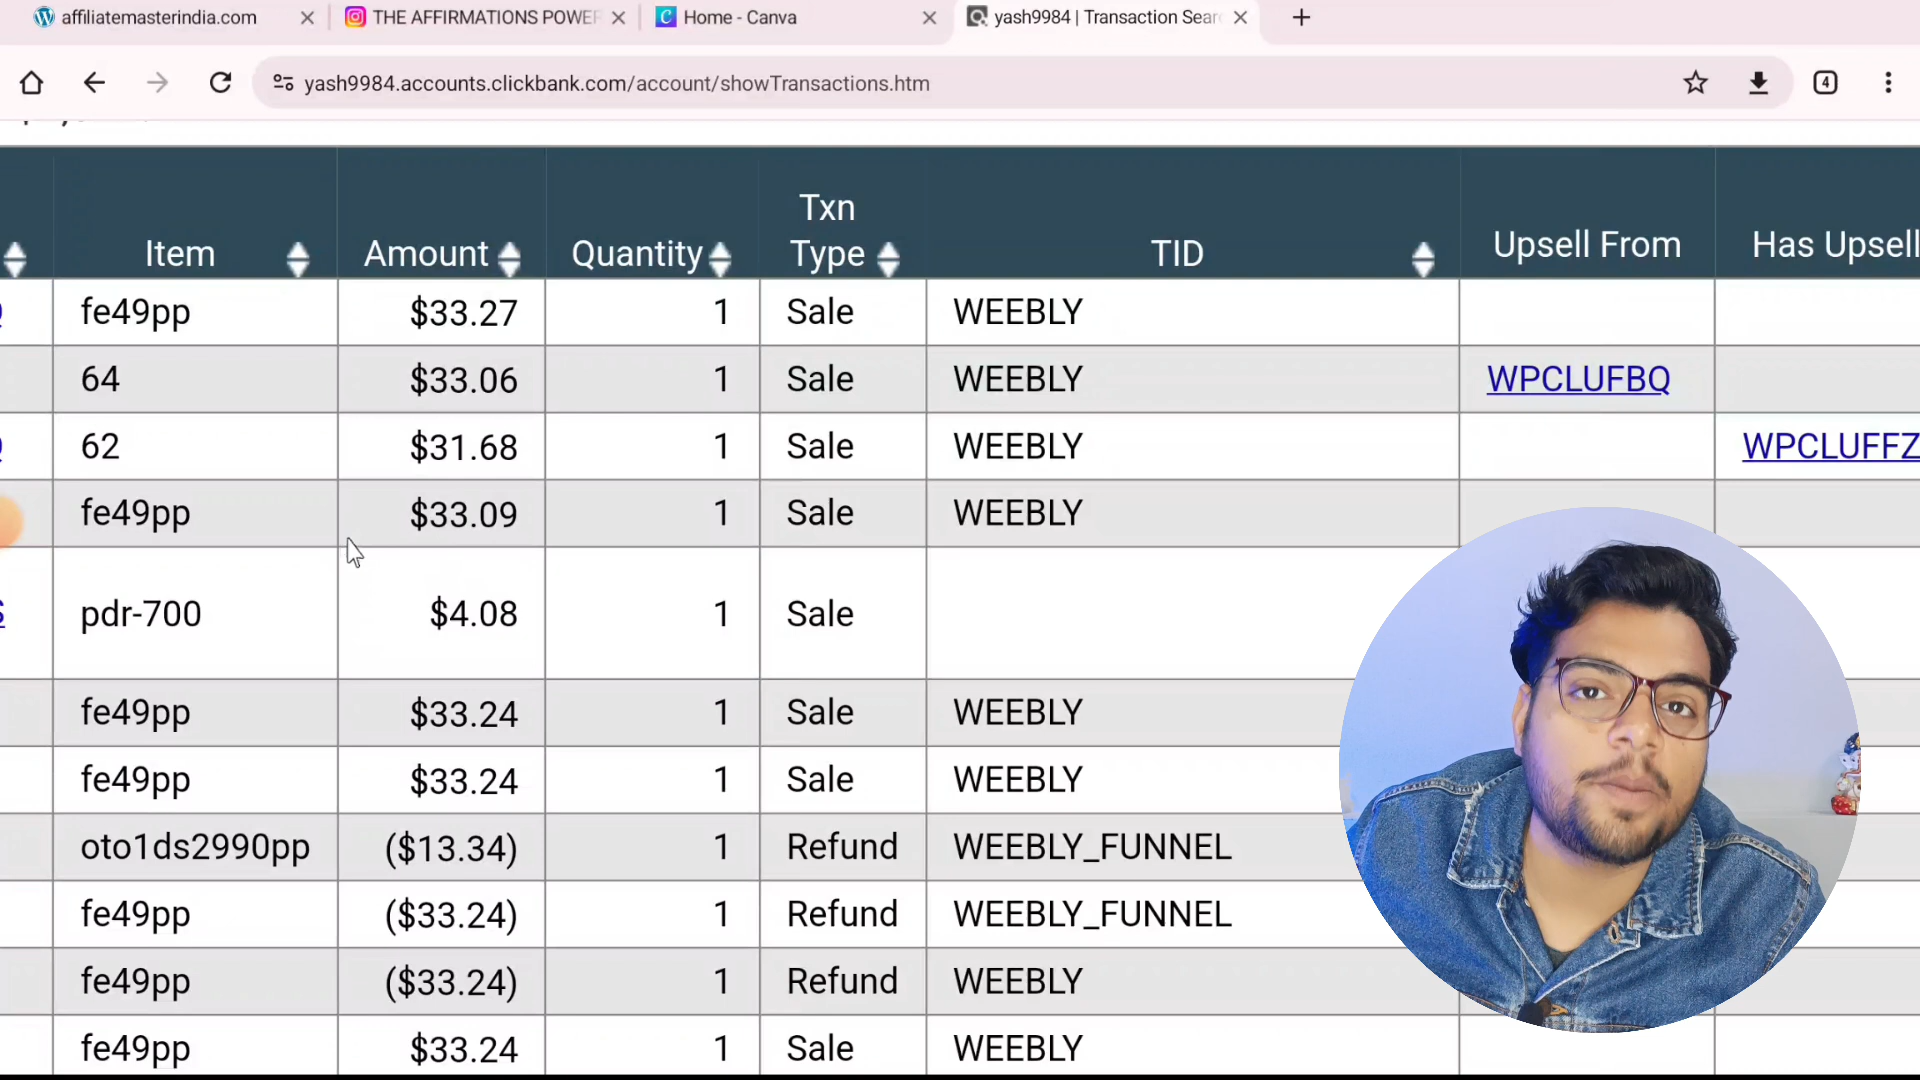 affiliatemasterindia.com
THE AFFIRMATIONS POWER
Home - Canva
yash9984 | Transaction Sear
yash9984.accounts.clickbank.com/account/showTransactions.htm
4
Item
Amount
Quantity
Txn
Type
TID
Upsell From
Has Upsell
fe49pp $33.27 1 Sale WEEBLY
64 $33.06 1 Sale WEEBLY WPCLUFBQ
62 $31.68 1 Sale WEEBLY WPCLUFFZ
fe49pp $33.09 1 Sale WEEBLY
pdr-700 $4.08 1 Sale
fe49pp $33.24 1 Sale WEEBLY
fe49pp $33.24 1 Sale WEEBLY
oto1ds2990pp ($13.34) 1 Refund WEEBLY_FUNNEL
fe49pp ($33.24) 1 Refund WEEBLY_FUNNEL
fe49pp ($33.24) 1 Refund WEEBLY
fe49pp $33.24 1 Sale WEEBLY